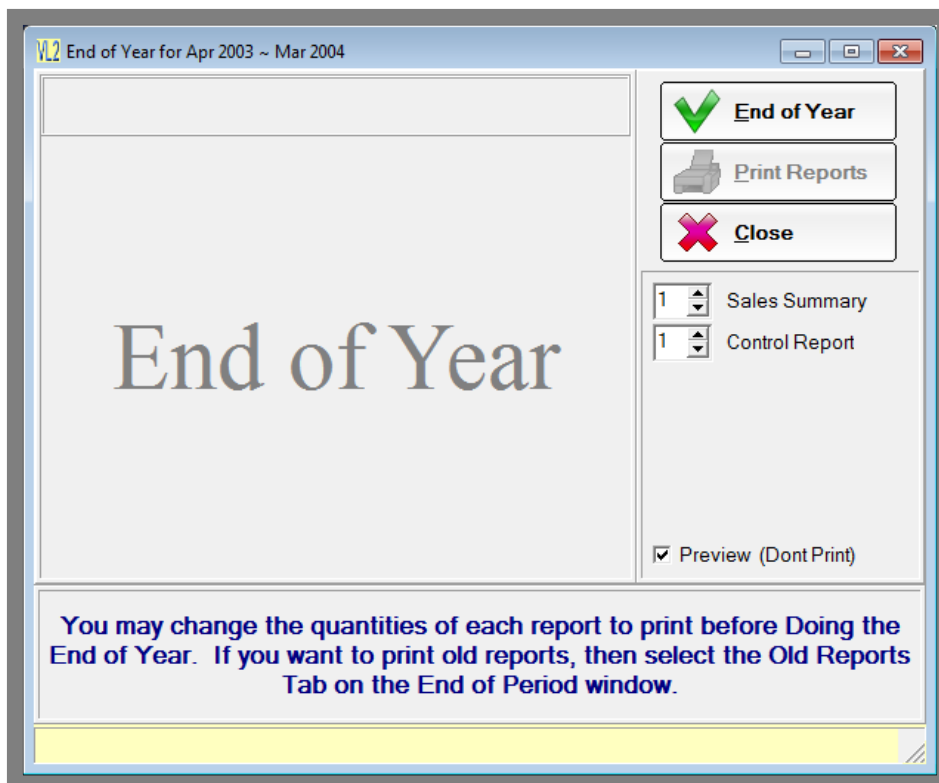 VL2 End of Year for Apr 2003 ~ Mar 2004
End of Year
Print Reports
Close
1 Sales Summary
1 Control Report
End of Year
Preview (Dont Print)
You may change the quantities of each report to print before Doing the
End of Year. If you want to print old reports, then select the Old Reports
Tab on the End of Period window.